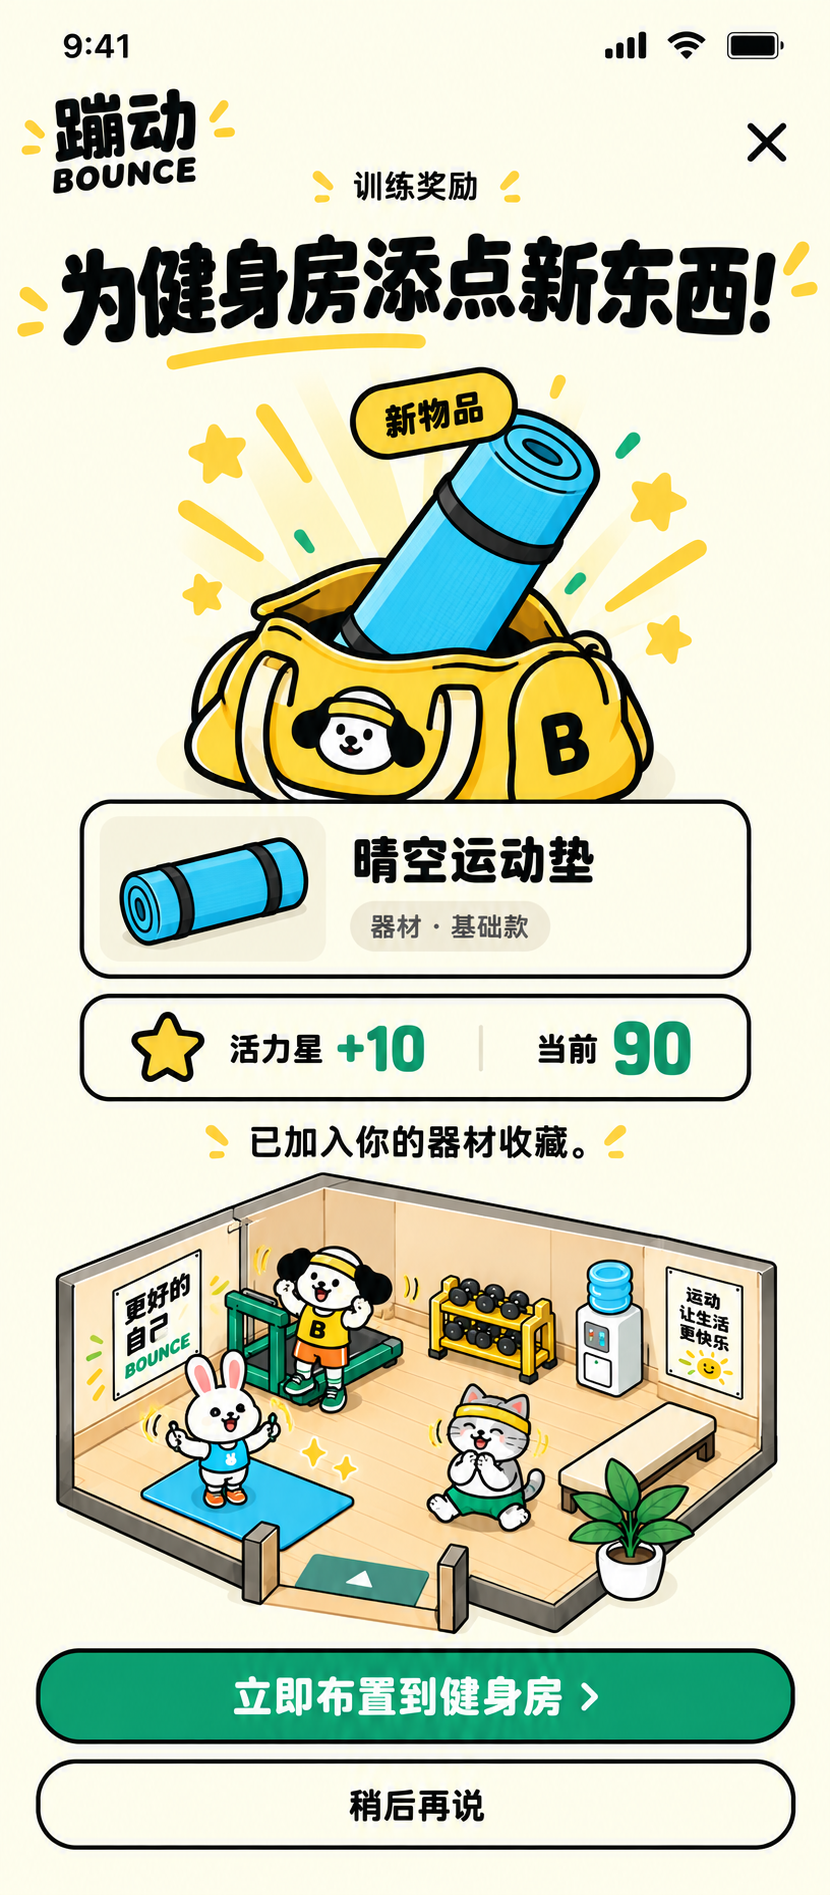 9:41
蹦动
BOUNCE
训练奖励
为健身房添点新东西!
新物品
B
晴空运动垫
器材 · 基础款
活力星 +10
当前 90
已加入你的器材收藏。
更好的
自己
BOUNCE
B
运动
让生活
更快乐
立即布置到健身房 >
稍后再说